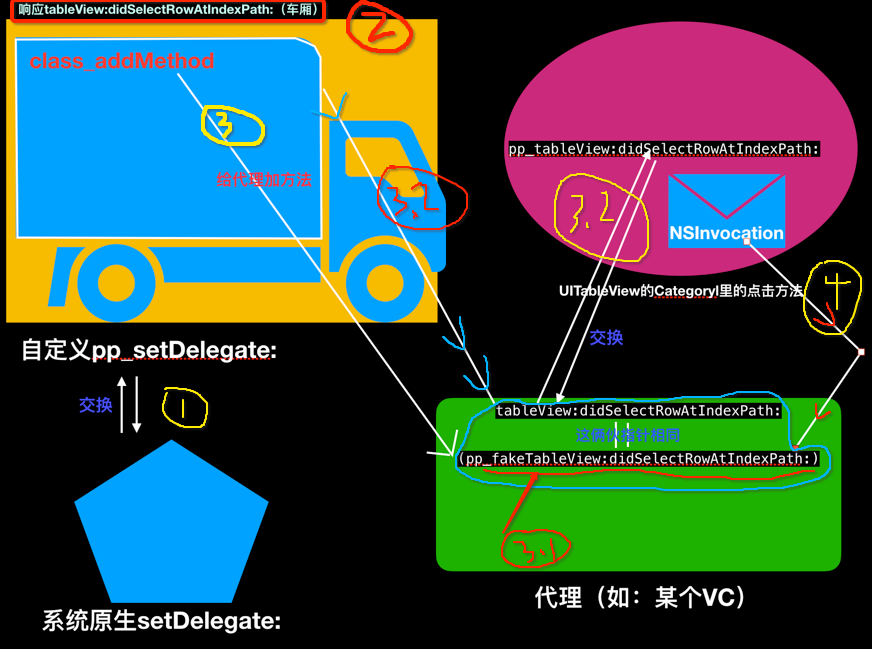 响应tableView:didSelectRowAtIndexPath:（车厢）
2
class_addMethod
3
给代理加方法
3.2
pp_tableView:didSelectRowAtIndexPath:
3.2
NSInvocation
UITableView的Categoryl里的点击方法
4
交换
自定义pp_setDelegate:
交换
1
tableView:didSelectRowAtIndexPath:
这俩伙指针相同
(pp_fakeTableView:didSelectRowAtIndexPath:)
3.1
代理（如：某个VC）
系统原生setDelegate: